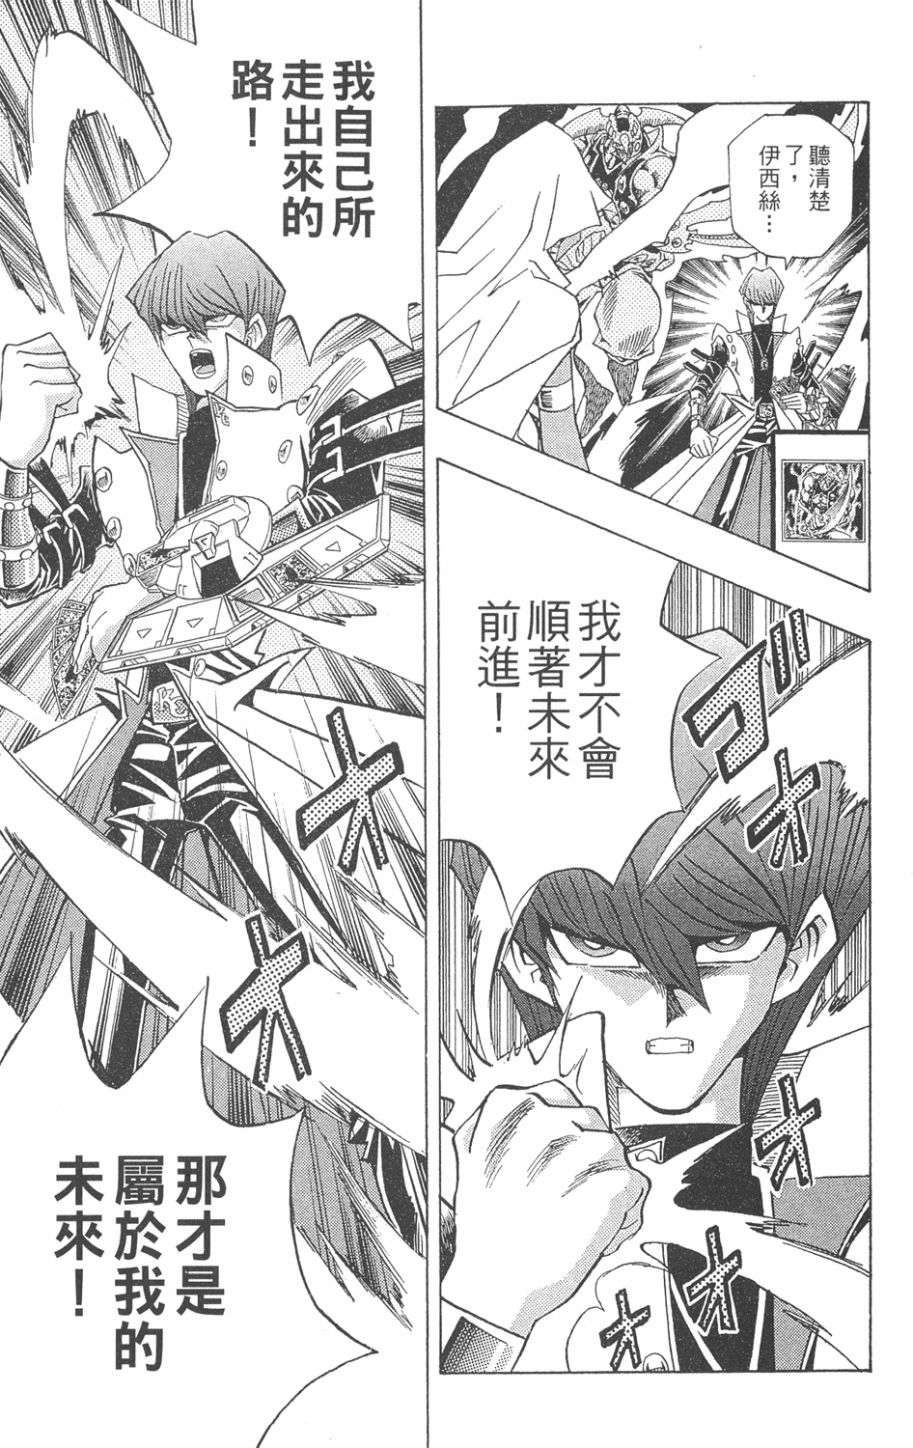 聽清楚
了，
伊西絲…
我才不會
順著未來
前進！
ゴオオオオ
我自己所
走出來的
路！
オオ
那才是
屬於我的
未來！
KC